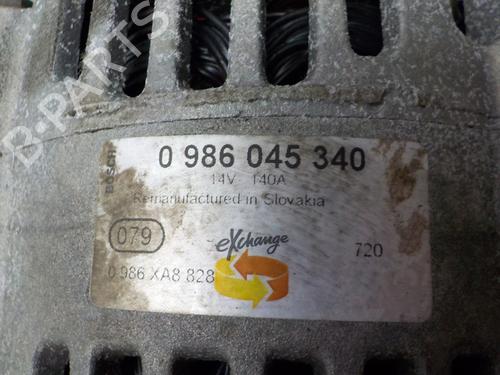 B-PARTS
BOSCH
0 986 045 340
14V 140A
Remanufactured in Slovakia
079
eXchange
720
0 986 XA8 828